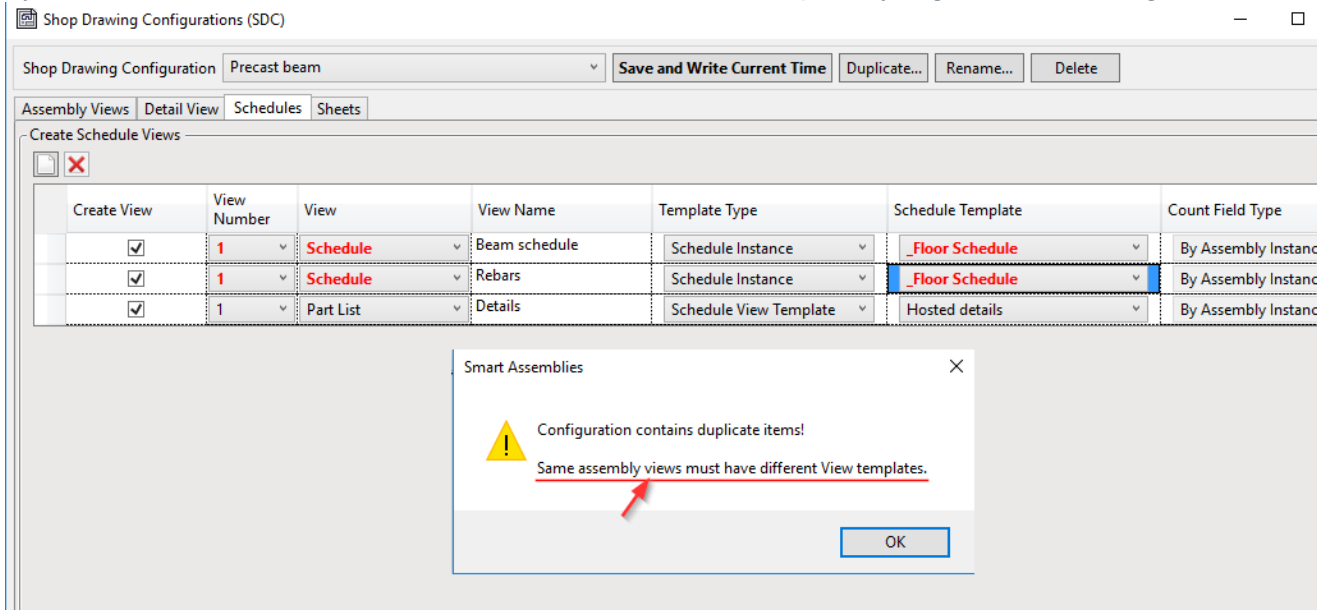 Shop Drawing Configurations (SDC)
Shop Drawing Configuration Precast beam Save and Write Current Time Duplicate... Rename... Delete
Assembly Views Detail View Schedules Sheets
Create Schedule Views
Create View View Number View View Name Template Type Schedule Template Count Field Type
1 Schedule Beam schedule Schedule Instance _Floor Schedule By Assembly Instanc
1 Schedule Rebars Schedule Instance _Floor Schedule By Assembly Instanc
1 Part List Details Schedule View Template Hosted details By Assembly Instanc
Smart Assemblies
Configuration contains duplicate items!
Same assembly views must have different View templates.
OK